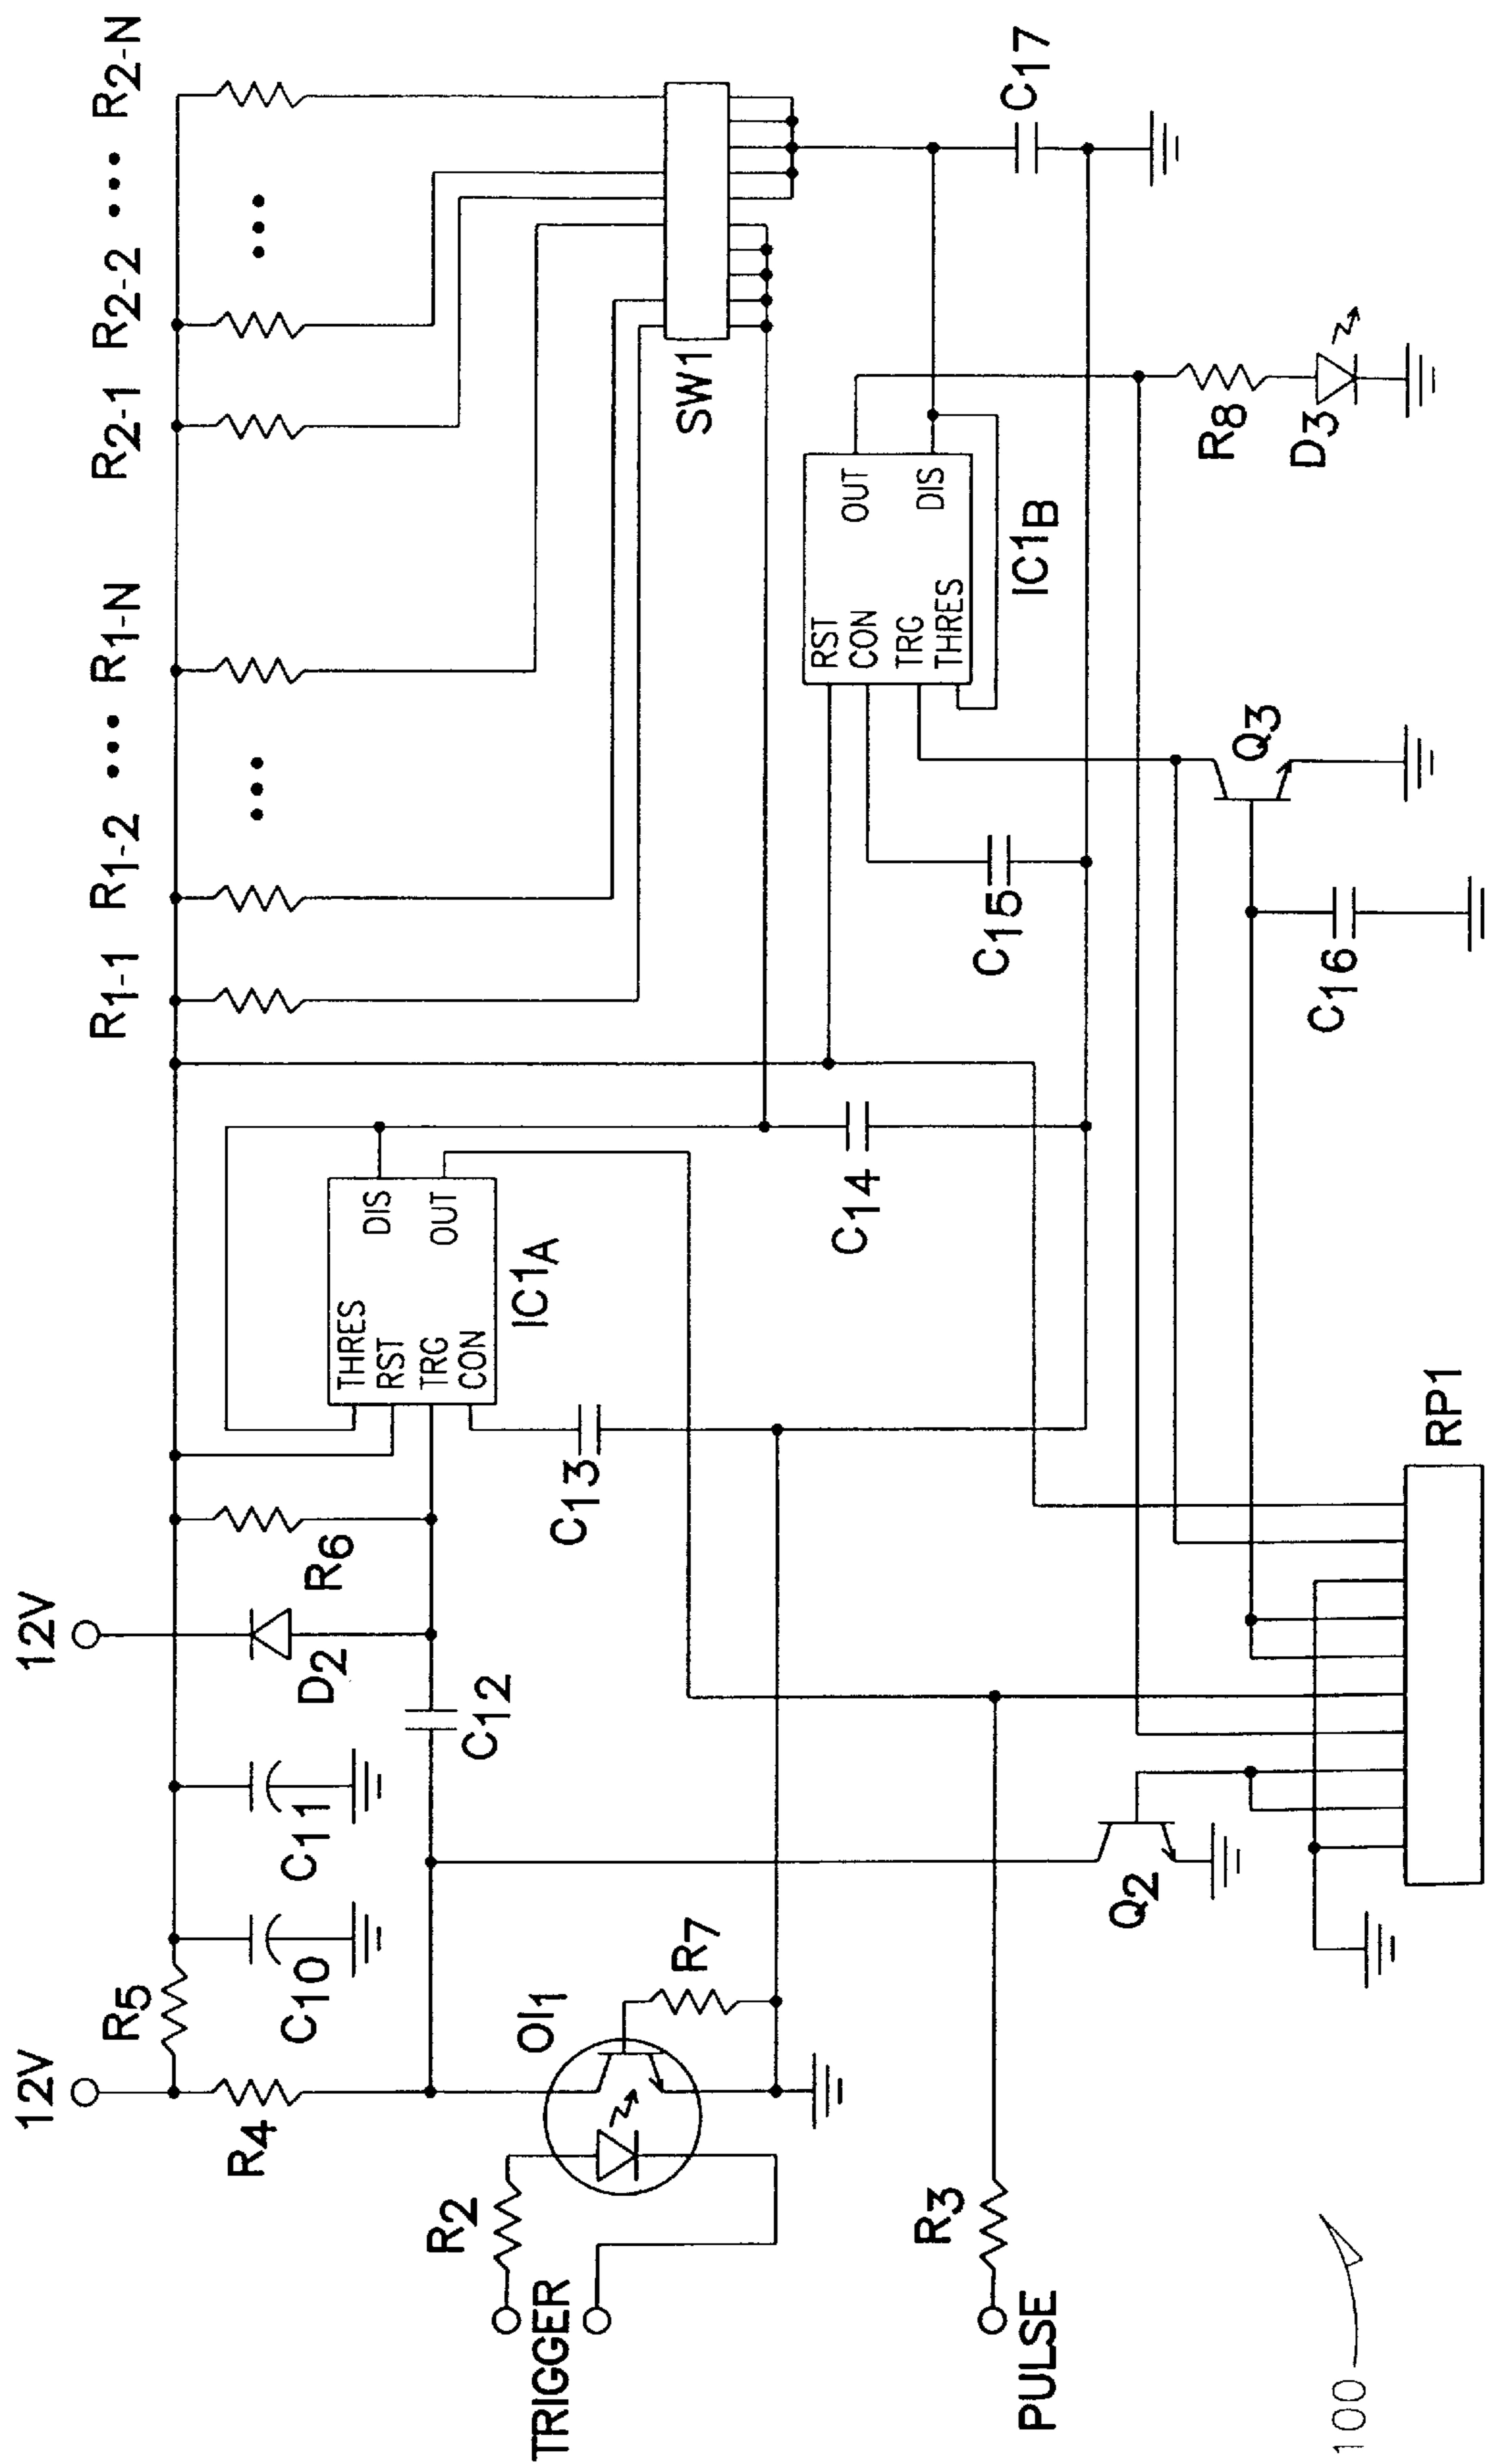 12V
12V
R5
C10
C11
D2
R6
R4
C12
THRES
RST
TRG
CON
DIS
OUT
IC1A
R1-1
R1-2
•••
R1-N
R2-1
R2-2
•••
R2-N
•••
•••
SW1
C17
C13
C14
RST
CON
TRG
THRES
OUT
DIS
IC1B
C15
R2
TRIGGER
OI1
R7
R3
PULSE
Q2
Q3
C16
R8
D3
RP1
100